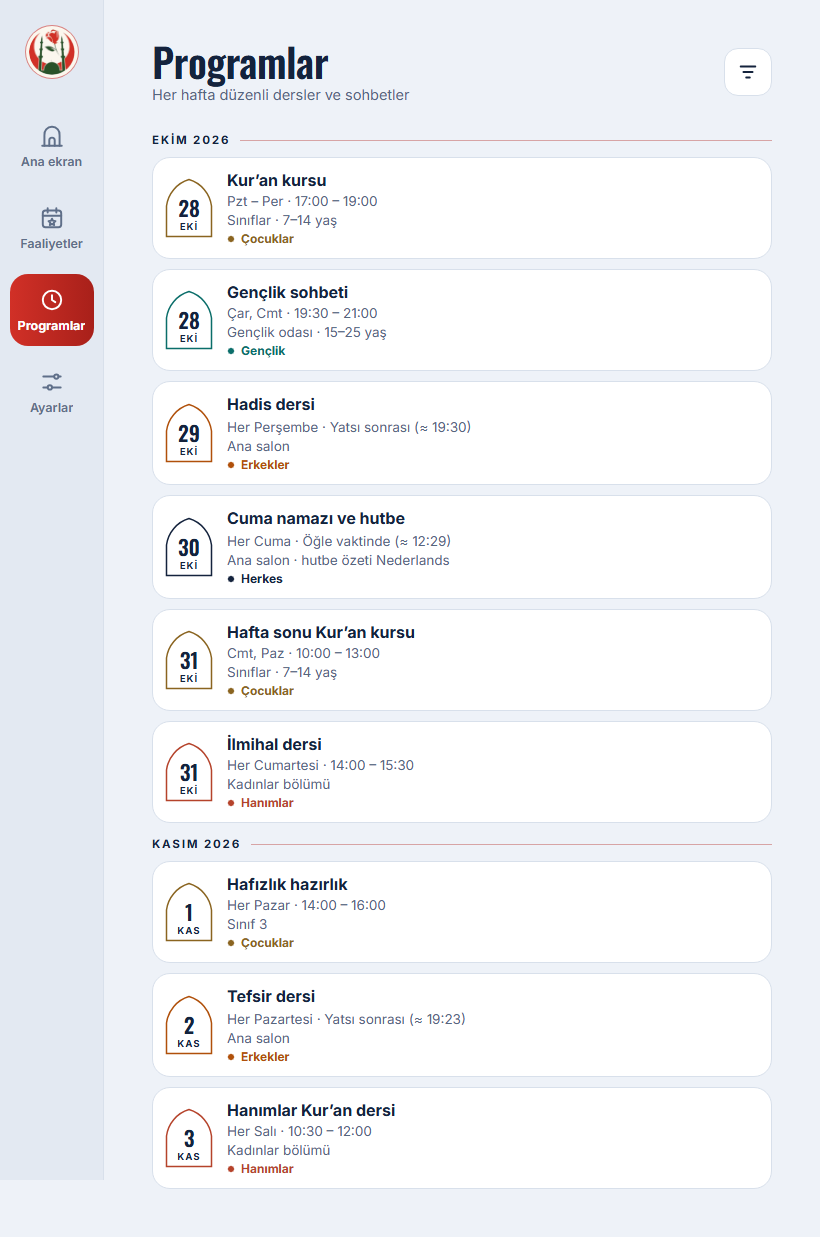 Programlar
Her hafta düzenli dersler ve sohbetler
Ana ekran
Faaliyetler
Programlar
Ayarlar
EKİM 2026
28
EKİ
Kur’an kursu
Pzt – Per · 17:00 – 19:00
Sınıflar · 7–14 yaş
Çocuklar
28
EKİ
Gençlik sohbeti
Çar, Cmt · 19:30 – 21:00
Gençlik odası · 15–25 yaş
Gençlik
29
EKİ
Hadis dersi
Her Perşembe · Yatsı sonrası (≈ 19:30)
Ana salon
Erkekler
30
EKİ
Cuma namazı ve hutbe
Her Cuma · Öğle vaktinde (≈ 12:29)
Ana salon · hutbe özeti Nederlands
Herkes
31
EKİ
Hafta sonu Kur’an kursu
Cmt, Paz · 10:00 – 13:00
Sınıflar · 7–14 yaş
Çocuklar
31
EKİ
İlmihal dersi
Her Cumartesi · 14:00 – 15:30
Kadınlar bölümü
Hanımlar
KASIM 2026
1
KAS
Hafızlık hazırlık
Her Pazar · 14:00 – 16:00
Sınıf 3
Çocuklar
2
KAS
Tefsir dersi
Her Pazartesi · Yatsı sonrası (≈ 19:23)
Ana salon
Erkekler
3
KAS
Hanımlar Kur’an dersi
Her Salı · 10:30 – 12:00
Kadınlar bölümü
Hanımlar